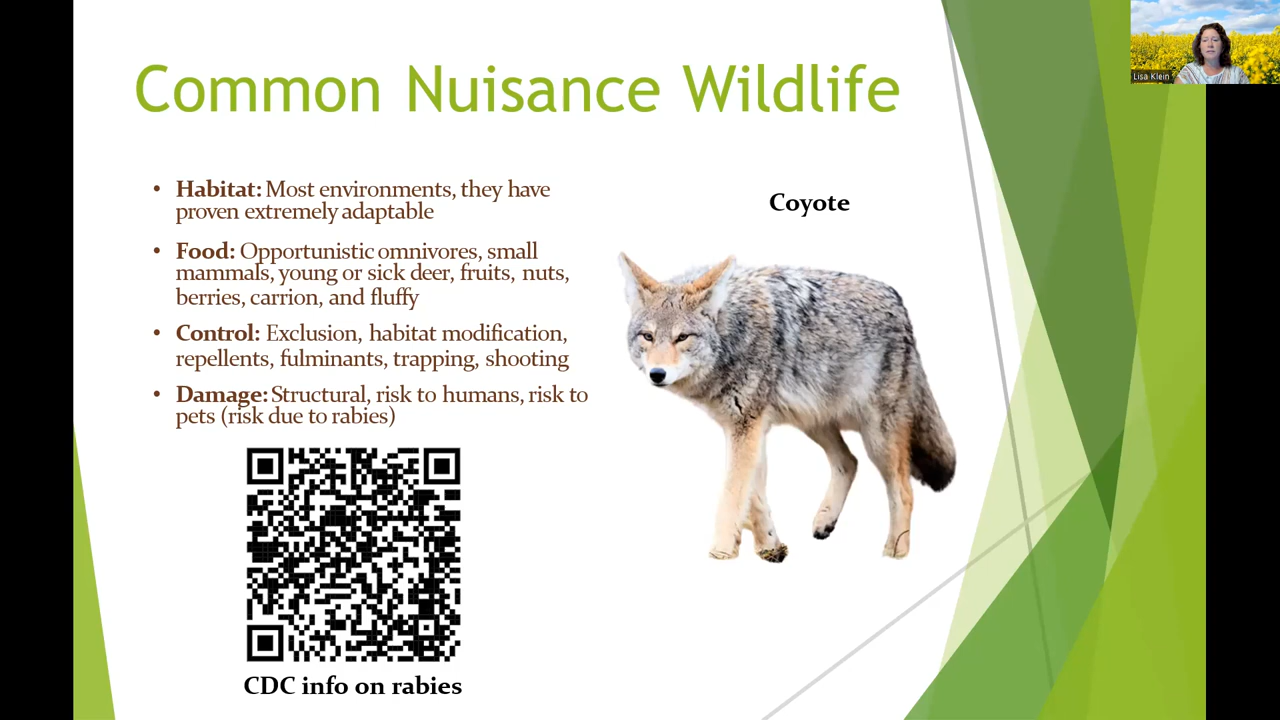 Common Nuisance Wildlife
Lisa Klein
• Habitat: Most environments, they have
proven extremely adaptable
• Food: Opportunistic omnivores, small
mammals, young or sick deer, fruits, nuts,
berries, carrion, and fluffy
• Control: Exclusion, habitat modification,
repellents, fulminants, trapping, shooting
• Damage: Structural, risk to humans, risk to
pets (risk due to rabies)
Coyote
CDC info on rabies